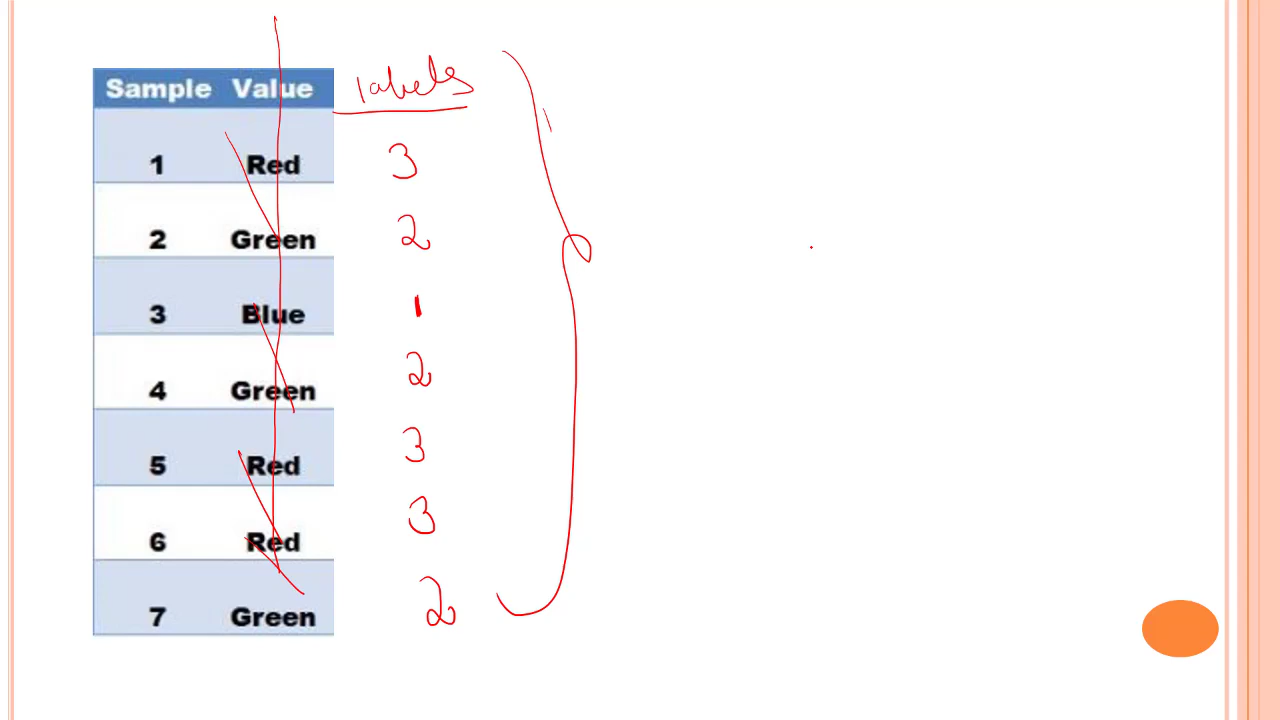 Sample Value labels
1 Red 3
2 Green 2
3 Blue 1
4 Green 2
5 Red 3
6 Red 3
7 Green 2